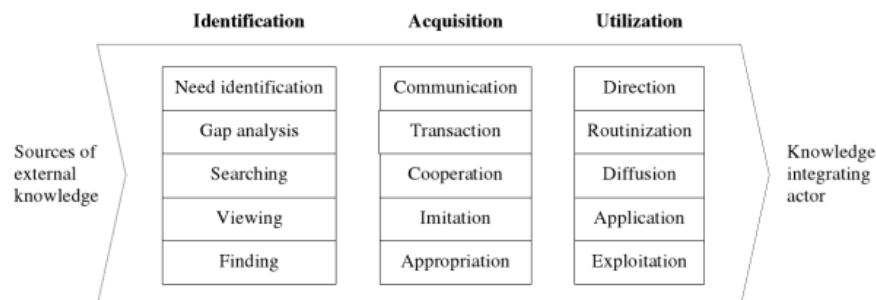 Identification Acquisition Utilization
Need identification Communication Direction
Gap analysis Transaction Routinization
Sources of
external
knowledge
Searching Cooperation Diffusion
Viewing Imitation Application
Finding Appropriation Exploitation
Knowledge
integrating
actor